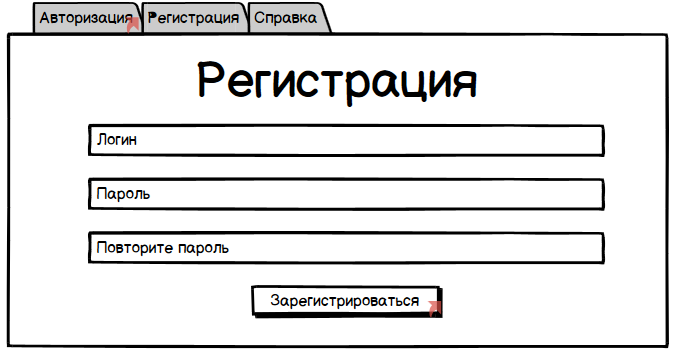 Авторизация Регистрация Справка
Регистрация
Логин
Пароль
Повторите пароль
Зарегистрироваться